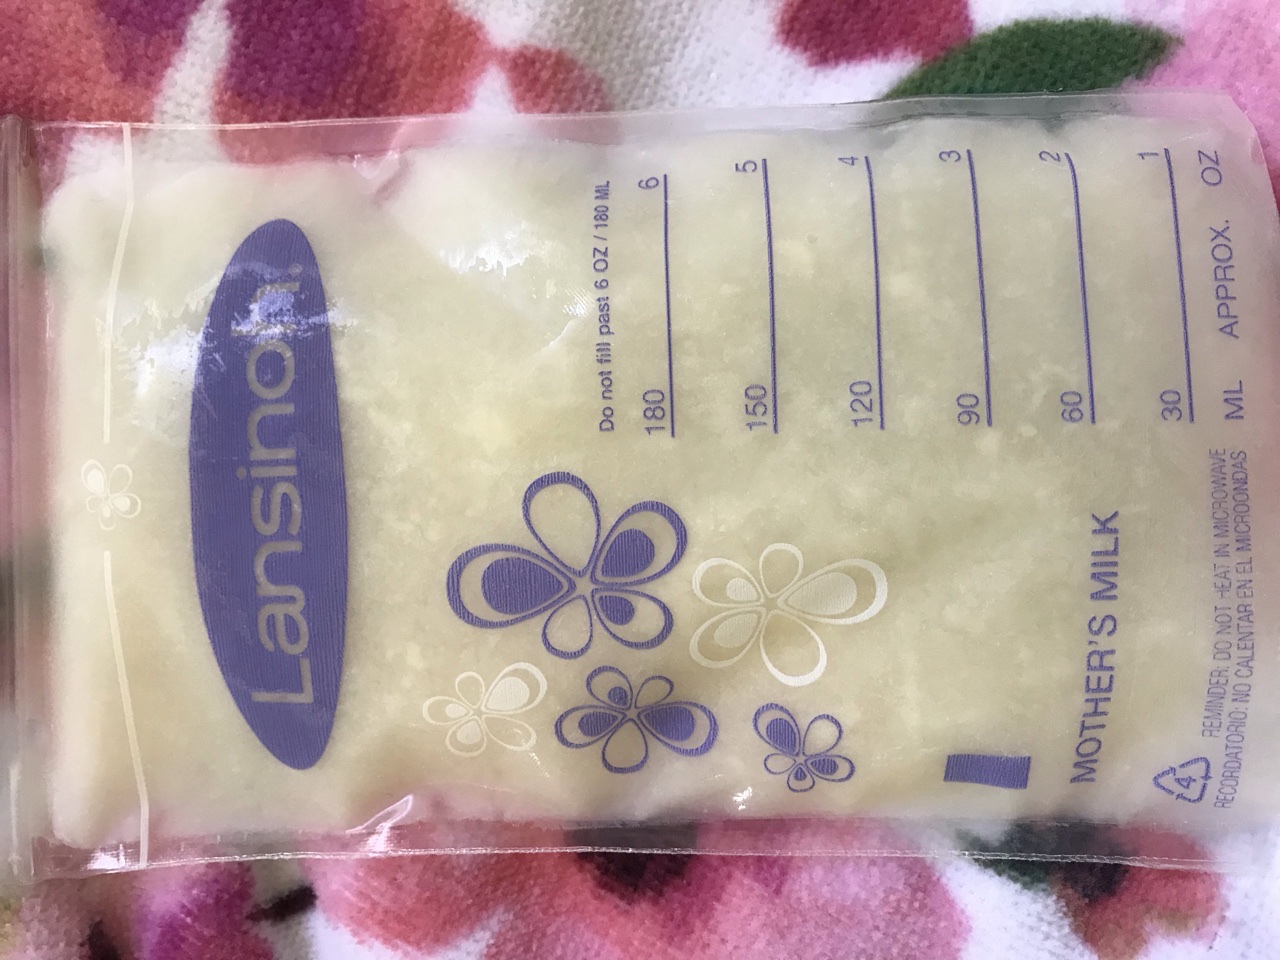 Lansinoh.
Do not fill past 6 OZ / 180 ML
180 6
150 5
120 4
90 3
60 2
30 1
ML APPROX. OZ
MOTHER'S MILK
4
REMINDER: DO NOT HEAT IN MICROWAVE
RECORDATORIO: NO CALENTAR EN EL MICROONDAS